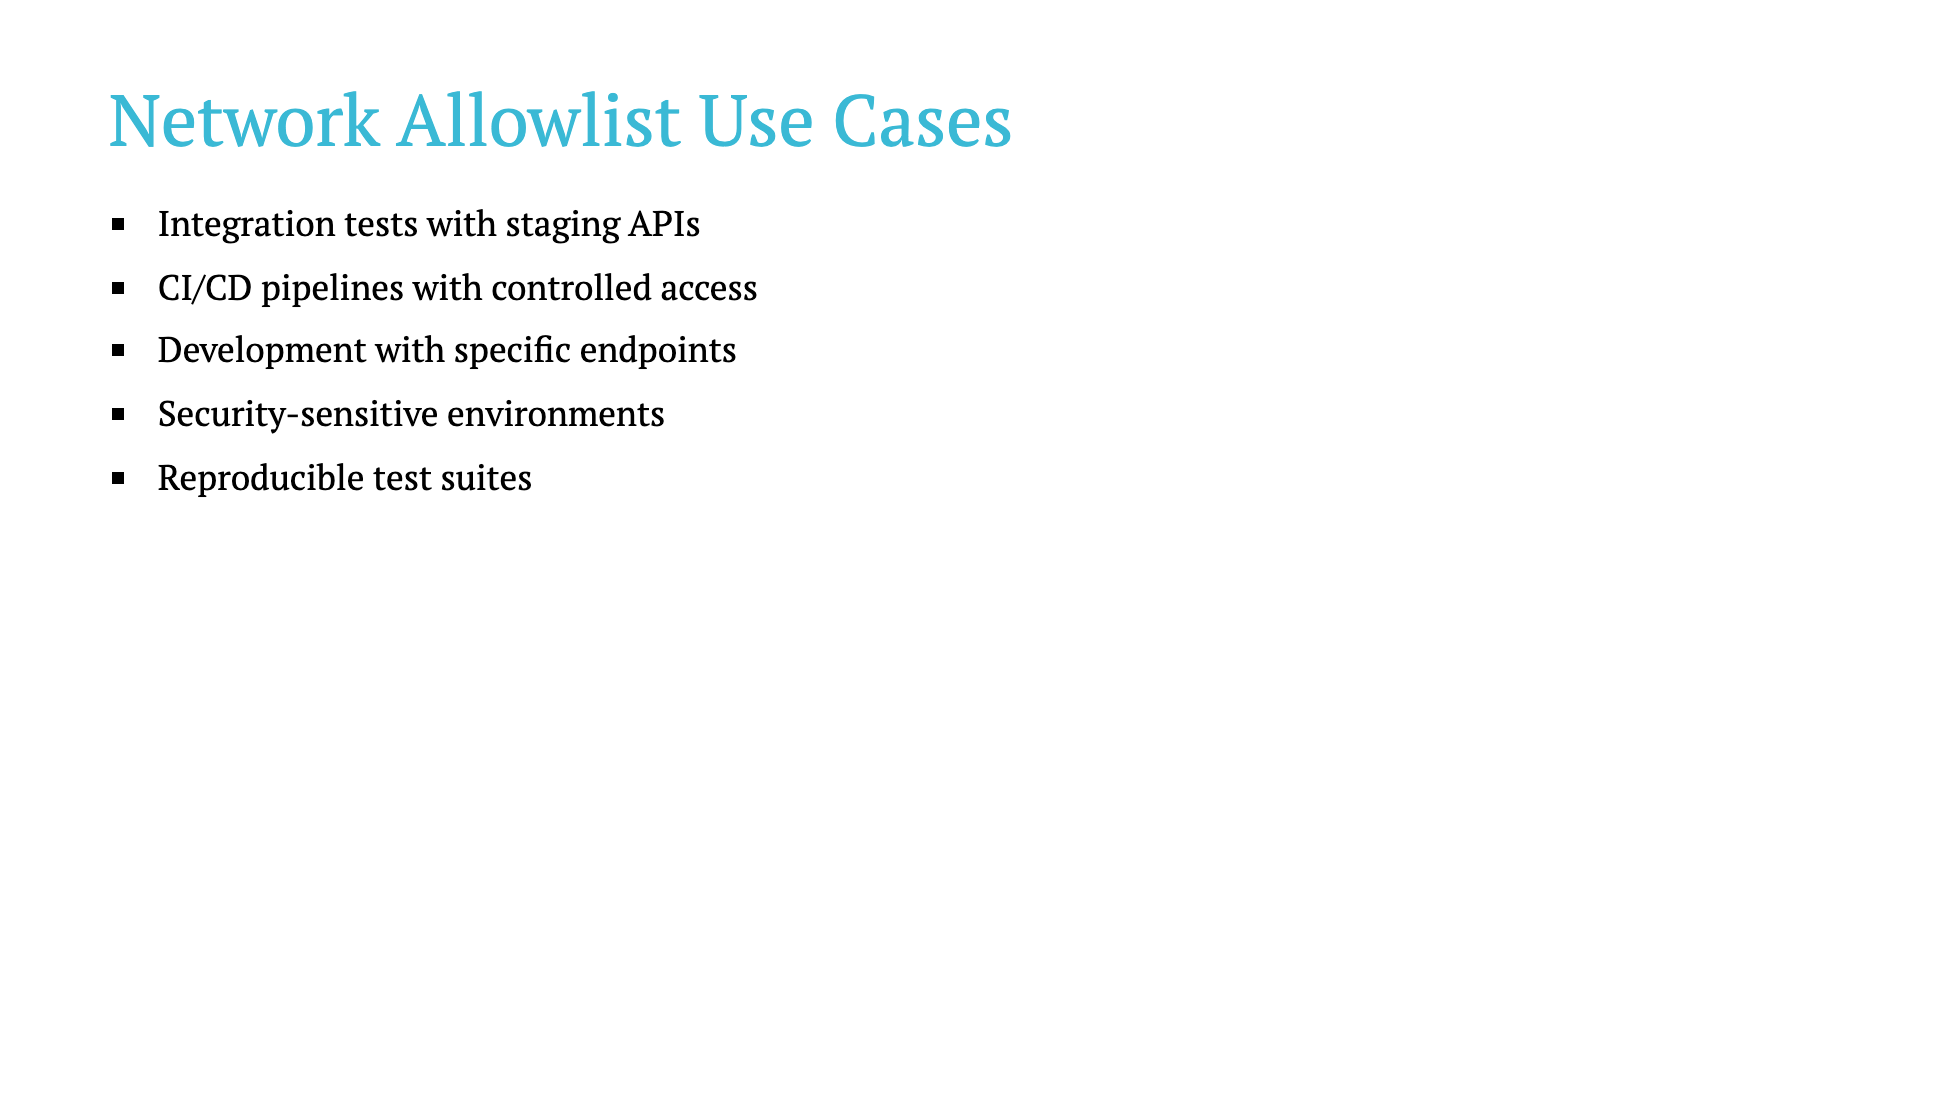 Network Allowlist Use Cases
▪ Integration tests with staging APIs
▪ CI/CD pipelines with controlled access
▪ Development with specific endpoints
▪ Security-sensitive environments
▪ Reproducible test suites